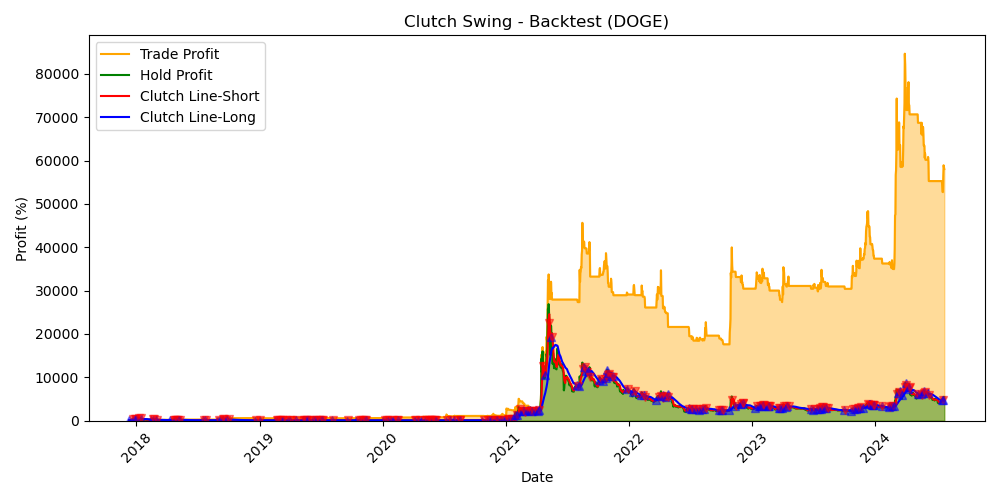 Clutch Swing - Backtest (DOGE)
Trade Profit
Hold Profit
Clutch Line-Short
Clutch Line-Long
Profit (%)
80000
70000
60000
50000
40000
30000
20000
10000
0
2018
2019
2020
2021
2022
2023
2024
Date